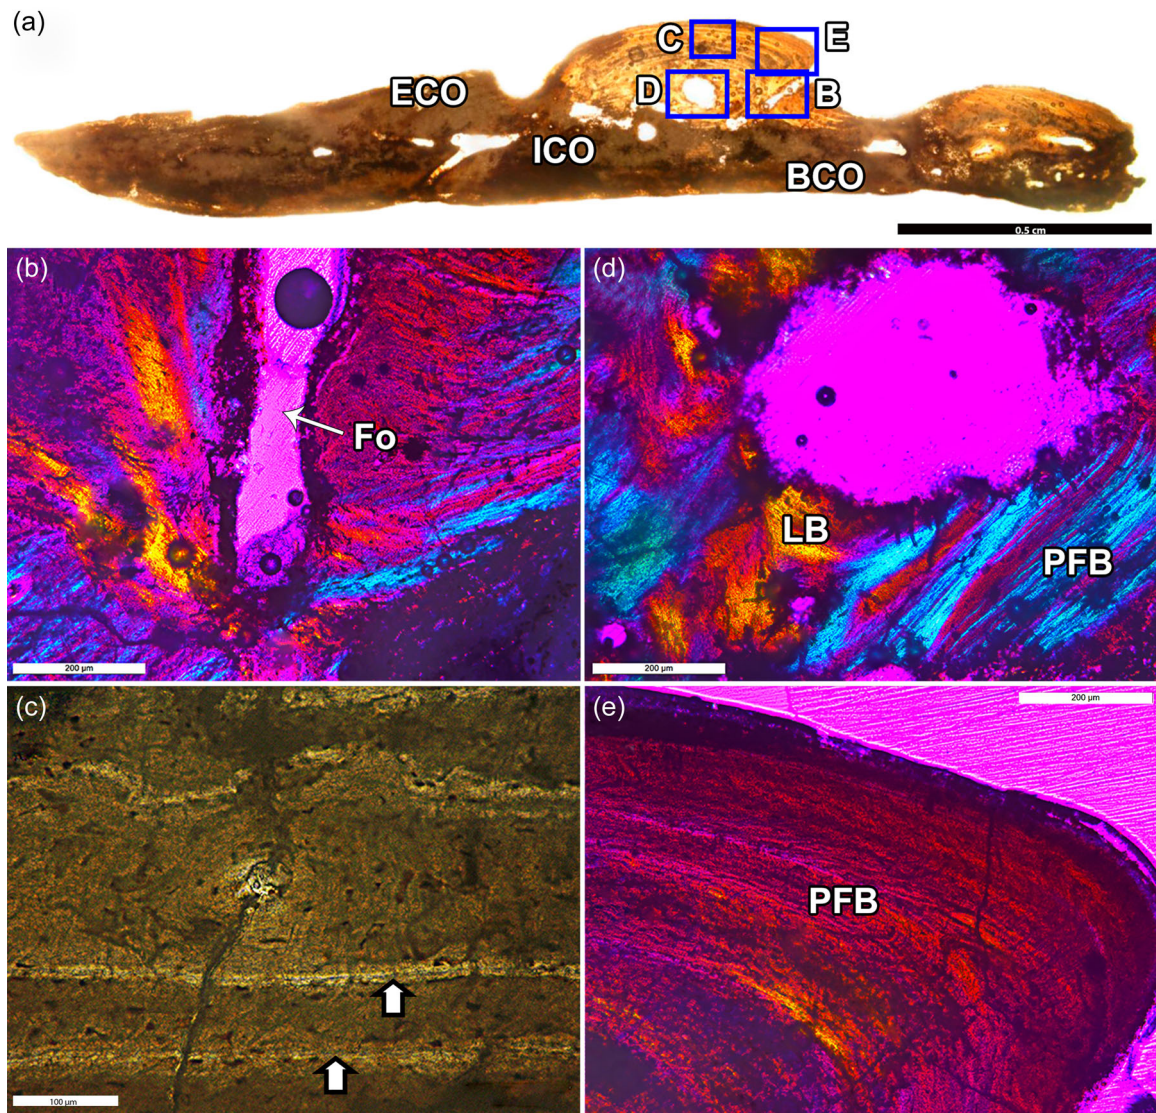 (a)
C
E
ECO
D
B
ICO
BCO
0.5 cm
(b)
(d)
Fo
LB
PFB
200 µm
200 µm
(c)
(e)
200 µm
PFB
100 µm